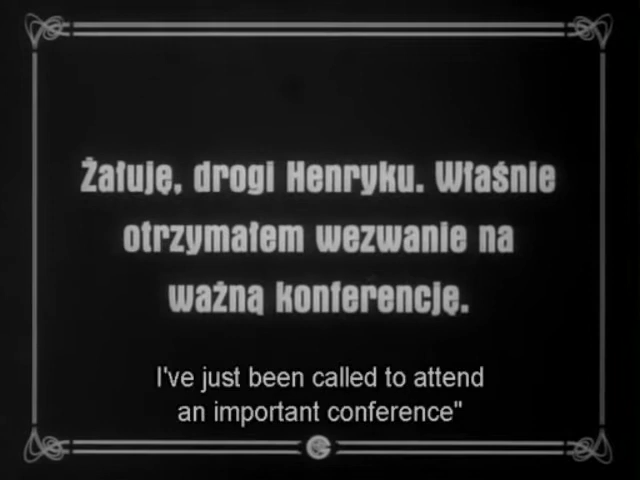 Żałuję, drogi Henryku. Właśnie
otrzymałem wezwanie na
ważną konferencję.
I've just been called to attend
an important conference"